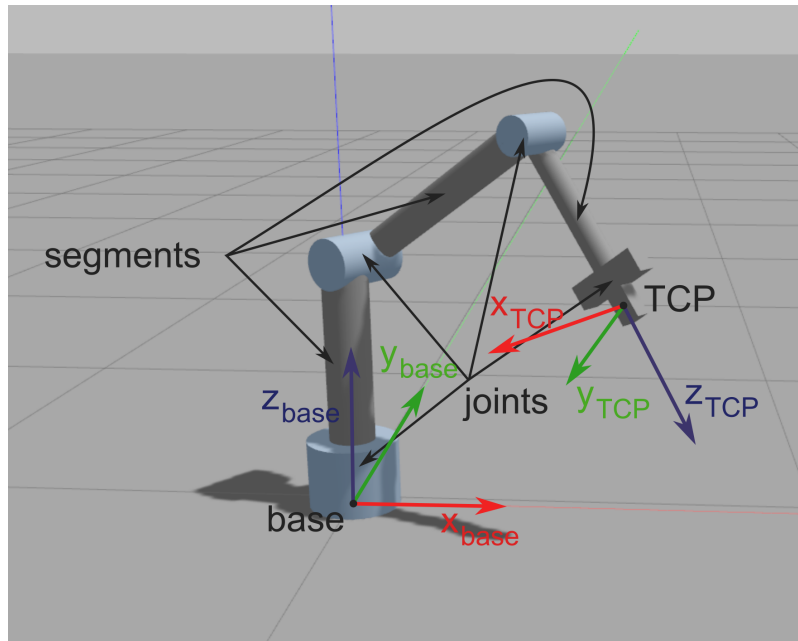 segments
TCP
x_TCP
y_base
z_base
joints
y_TCP
z_TCP
base
x_base